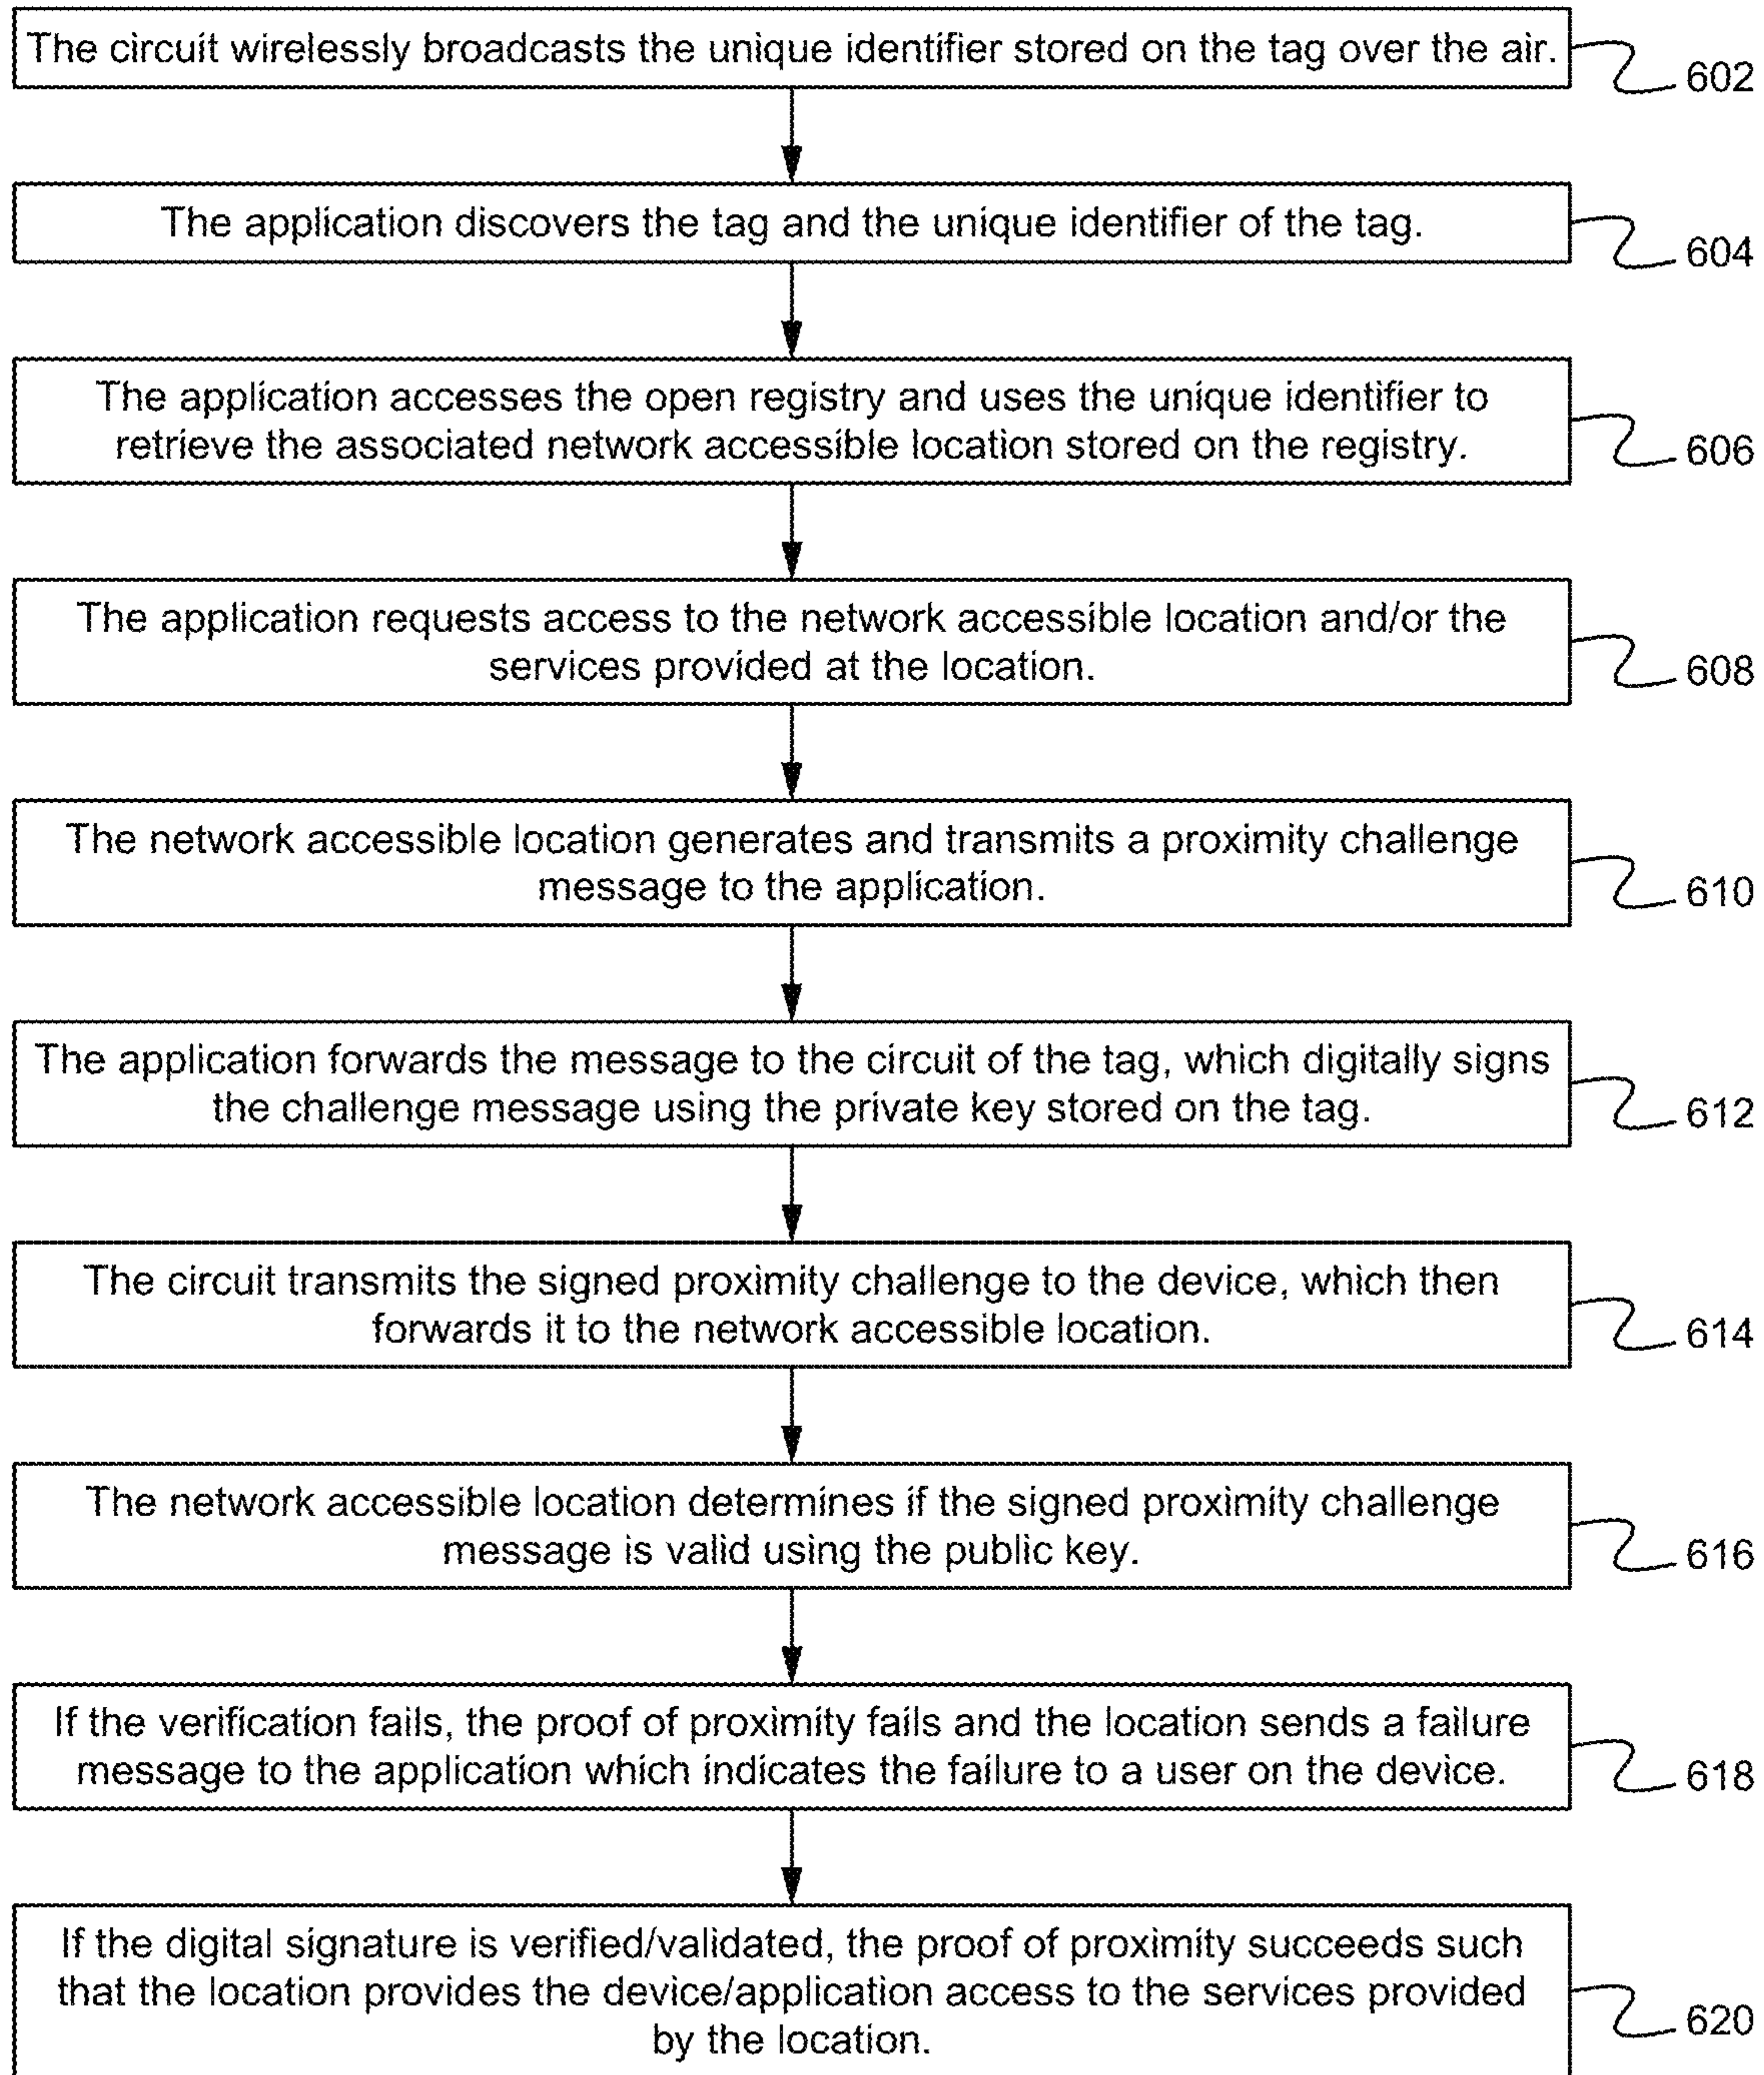 The circuit wirelessly broadcasts the unique identifier stored on the tag over the air.
602
The application discovers the tag and the unique identifier of the tag.
604
The application accesses the open registry and uses the unique identifier to
retrieve the associated network accessible location stored on the registry.
606
The application requests access to the network accessible location and/or the
services provided at the location.
608
The network accessible location generates and transmits a proximity challenge
message to the application.
610
The application forwards the message to the circuit of the tag, which digitally signs
the challenge message using the private key stored on the tag.
612
The circuit transmits the signed proximity challenge to the device, which then
forwards it to the network accessible location.
614
The network accessible location determines if the signed proximity challenge
message is valid using the public key.
616
If the verification fails, the proof of proximity fails and the location sends a failure
message to the application which indicates the failure to a user on the device.
618
If the digital signature is verified/validated, the proof of proximity succeeds such
that the location provides the device/application access to the services provided
by the location.
620